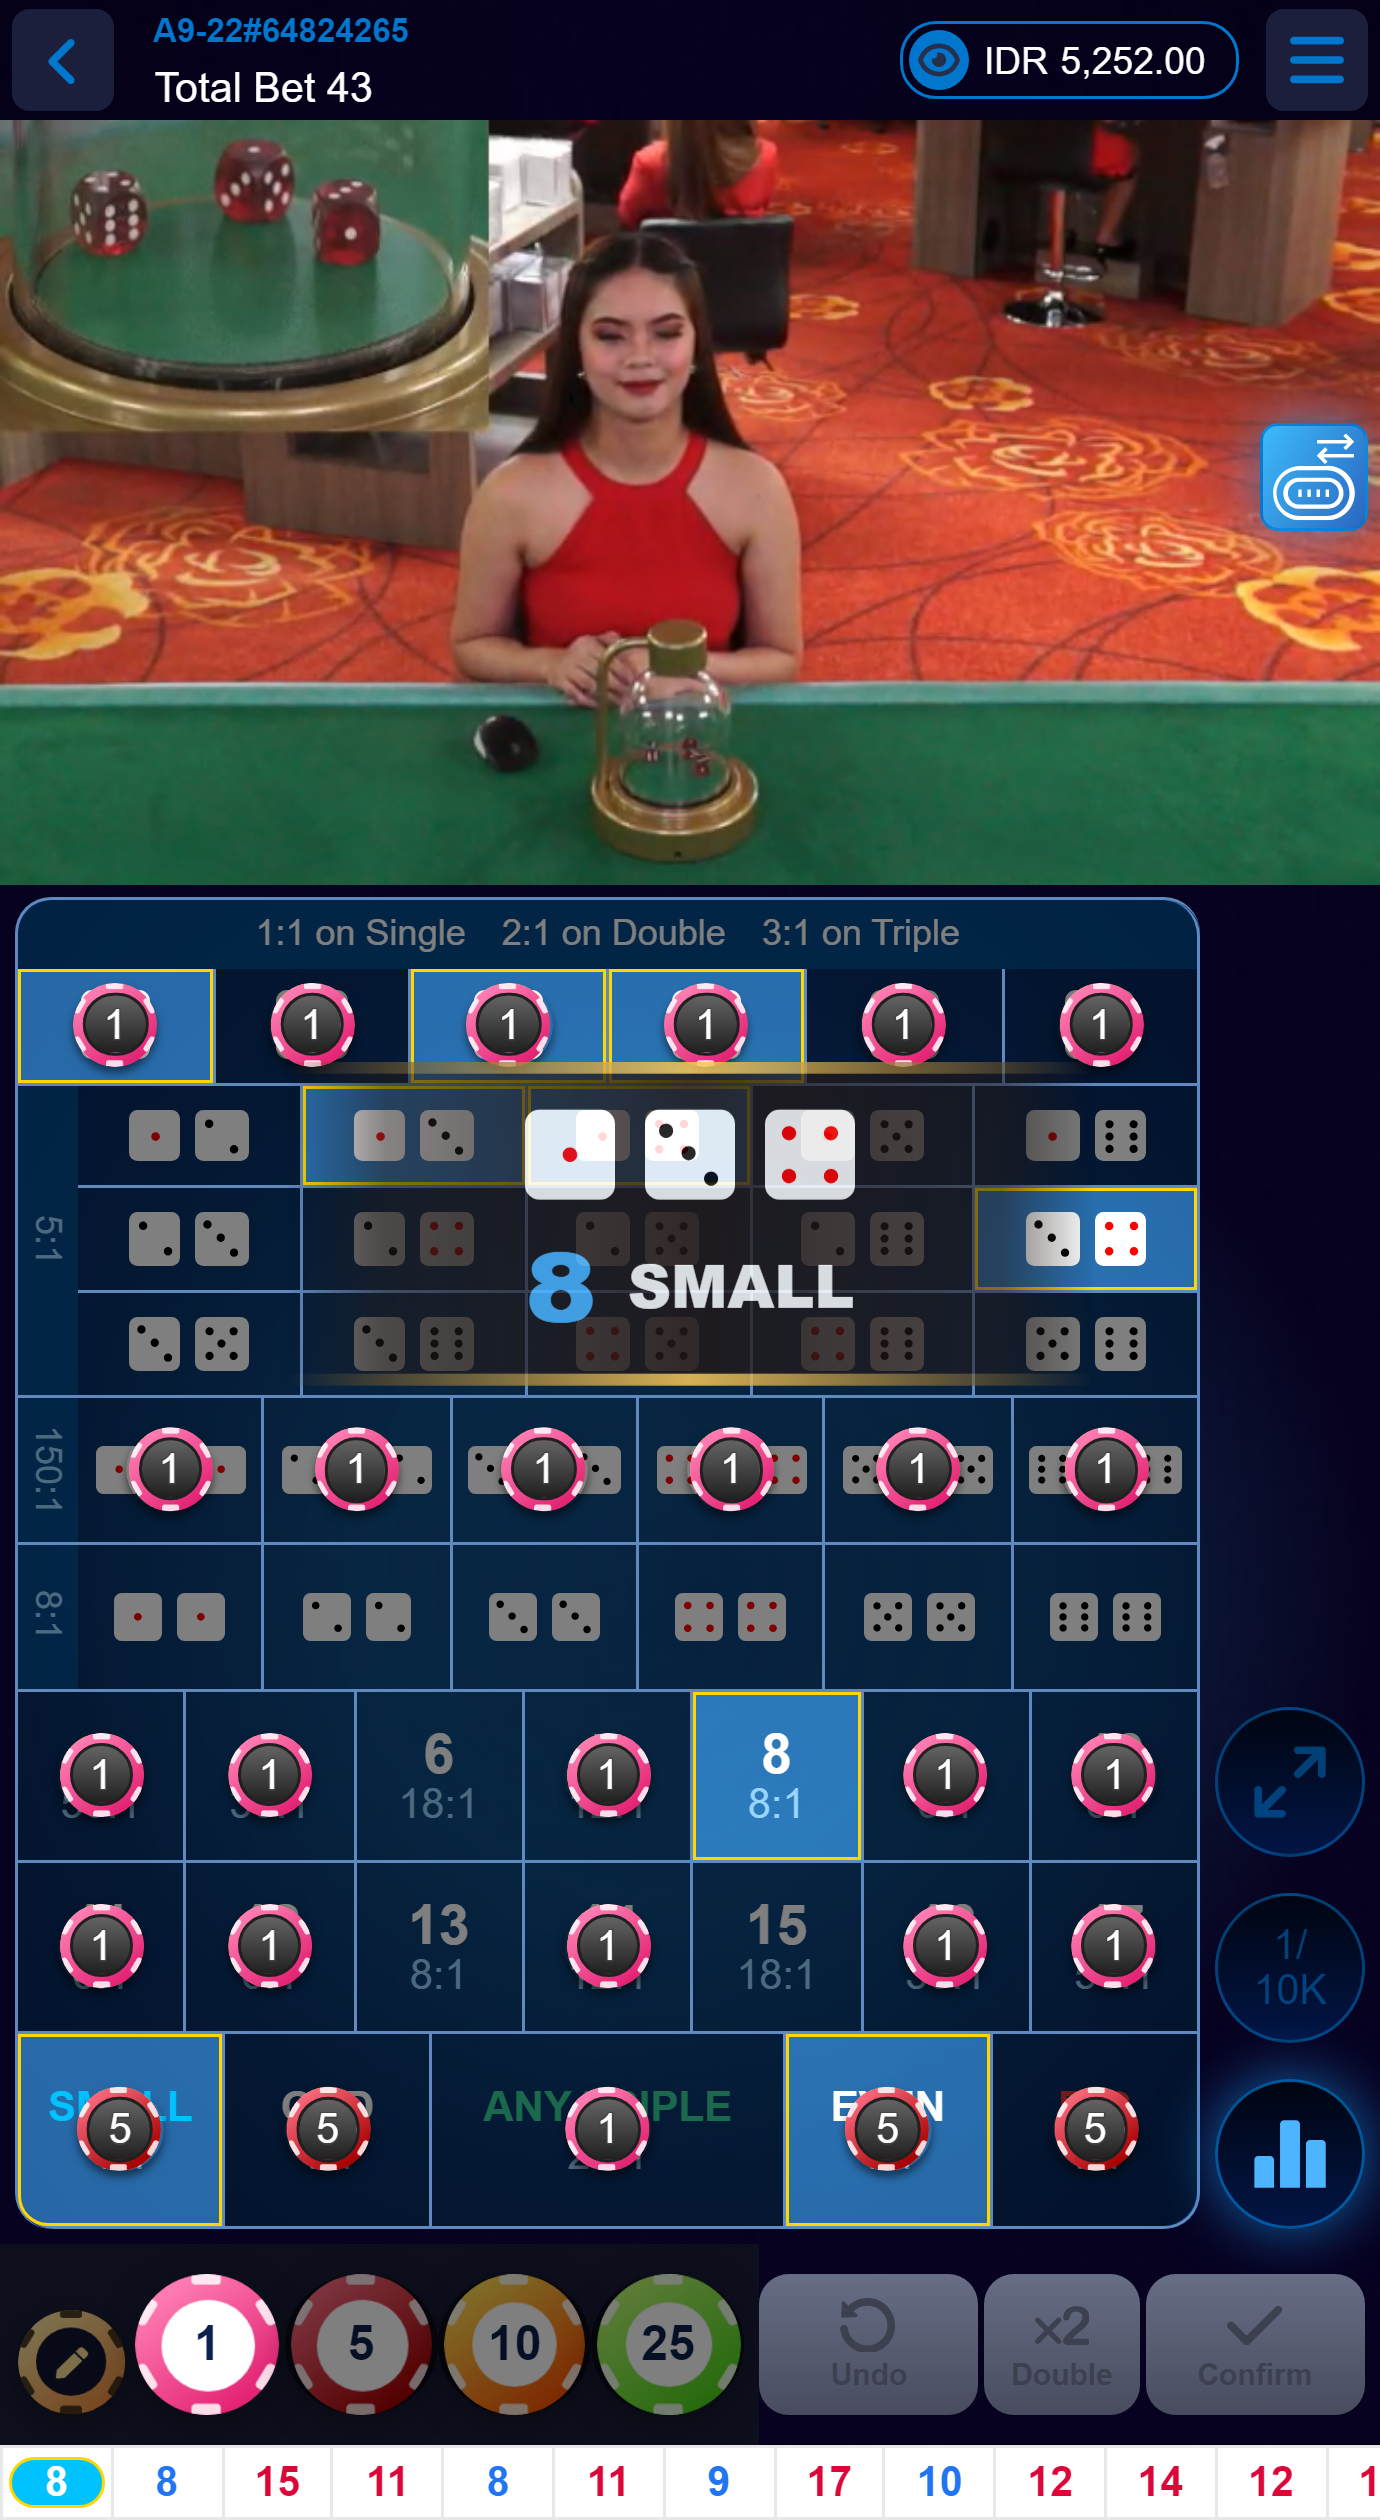 A9-22#64824265
Total Bet 43
IDR 5,252.00
1:1 on Single 2:1 on Double 3:1 on Triple
1 1 1 1 1 1
5:1
8 SMALL
150:1
1 1 1 1 1 1
8:1
1 1 6 1 8 1 1
18:1 8:1
1 1 13 1 15 1 1
8:1 18:1
1/
10K
5 5 1 5 5
1 5 10 25
x2
Undo Double Confirm
8 8 15 11 8 11 9 17 10 12 14 12